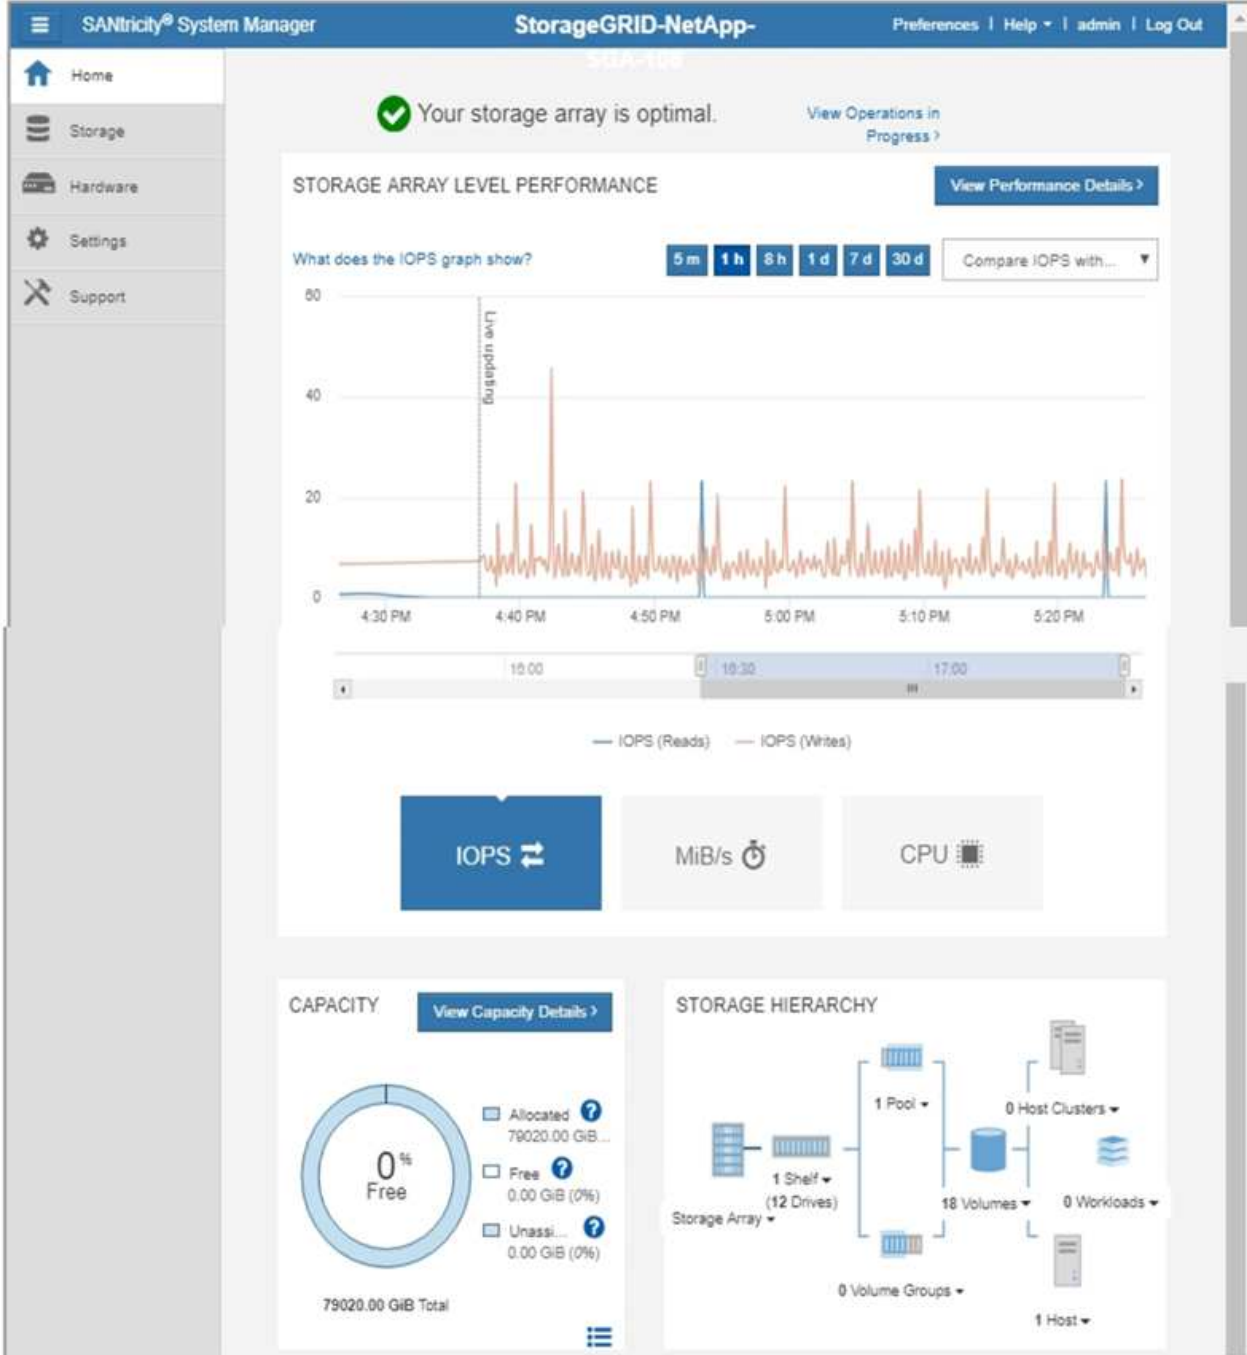 SANtricity® System Manager
StorageGRID-NetApp-
SGA-108
Preferences | Help | admin | Log Out
Home
Storage
Hardware
Settings
Support
Your storage array is optimal.
View Operations in
Progress >
STORAGE ARRAY LEVEL PERFORMANCE
View Performance Details >
What does the IOPS graph show?
5 m 1 h 8 h 1 d 7 d 30 d
Compare IOPS with...
60
40
20
0
Live updating
4:30 PM 4:40 PM 4:50 PM 5:00 PM 5:10 PM 5:20 PM
16:00 16:30 17:00
IOPS (Reads) IOPS (Writes)
IOPS
MiB/s
CPU
CAPACITY
View Capacity Details >
0%
Free
Allocated ?
79020.00 GiB...
Free ?
0.00 GiB (0%)
Unassi... ?
0.00 GiB (0%)
79020.00 GiB Total
STORAGE HIERARCHY
Storage Array
1 Shelf
(12 Drives)
1 Pool
0 Volume Groups
18 Volumes
0 Host Clusters
0 Workloads
1 Host